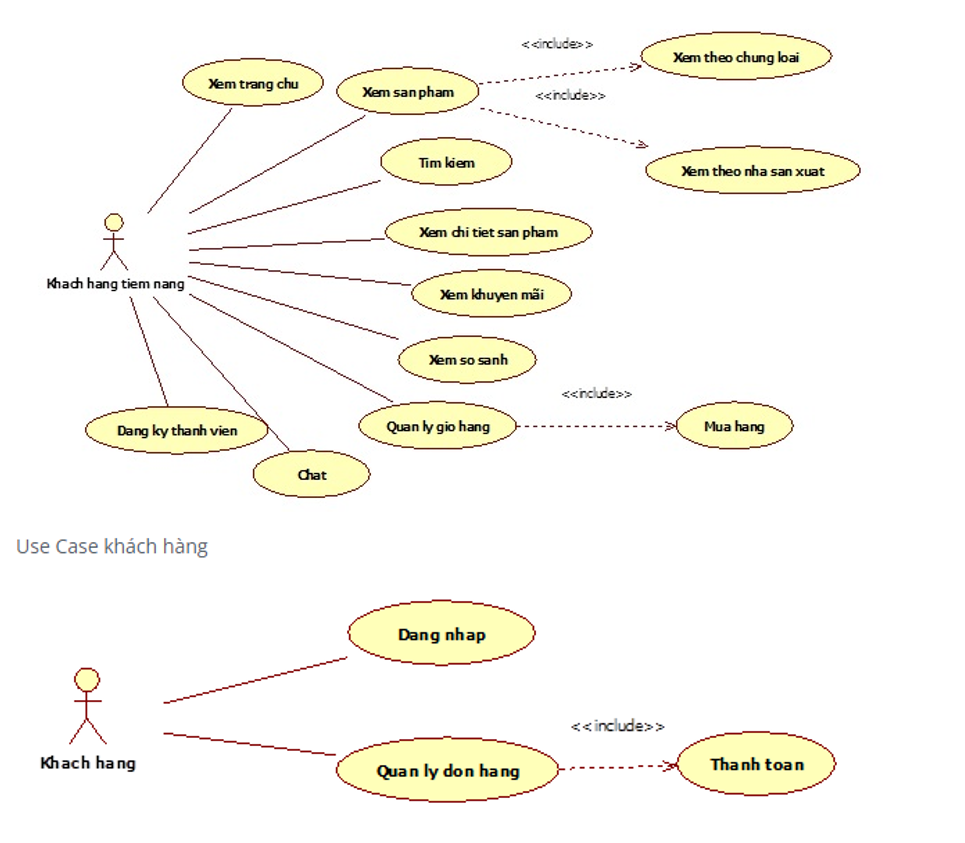 <<include>>
Xem theo chung loai
Xem trang chu
Xem san pham
<<include>>
Tim kiem
Xem theo nha san xuat
Xem chi tiet san pham
Khach hang tiem nang
Xem khuyen mãi
Xem so sanh
<<include>>
Dang ky thanh vien
Quan ly gio hang
Mua hang
Chat
Use Case khách hàng
Dang nhap
<<include>>
Khach hang
Quan ly don hang
Thanh toan